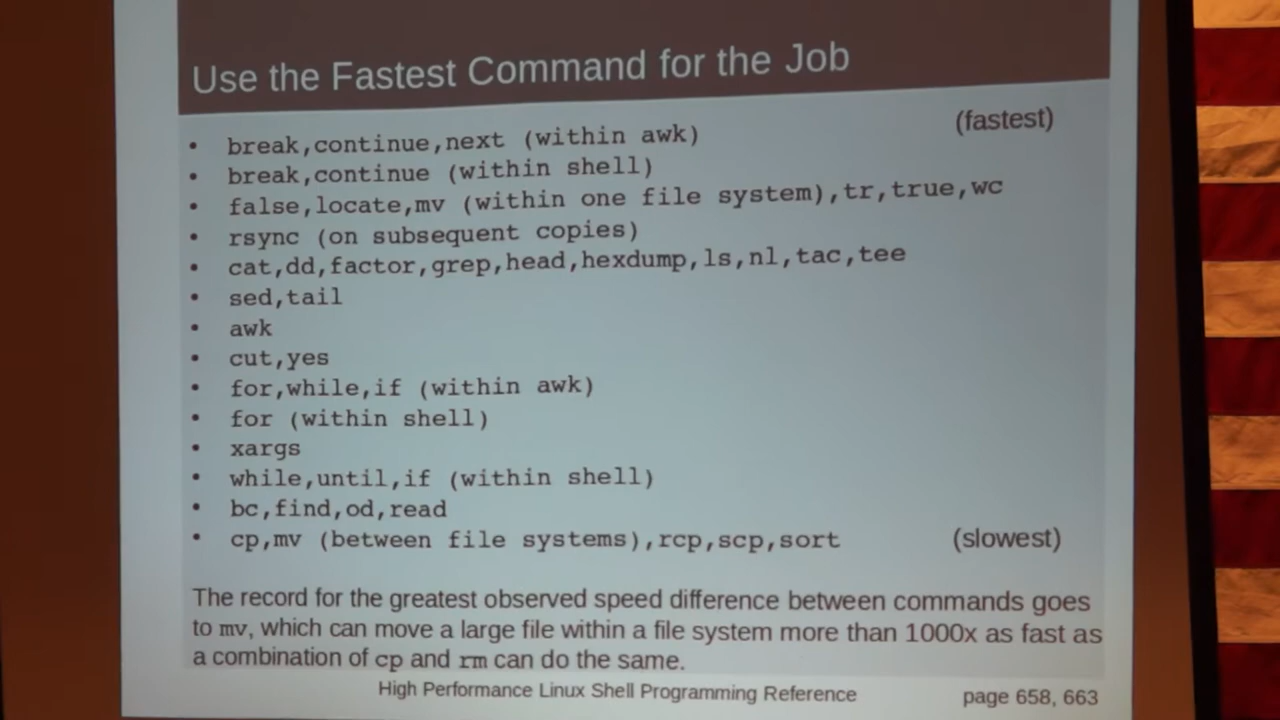 Use the Fastest Command for the Job
(fastest)
• break,continue,next (within awk)
• break,continue (within shell)
• false,locate,mv (within one file system),tr,true,wc
• rsync (on subsequent copies)
• cat,dd,factor,grep,head,hexdump,ls,nl,tac,tee
• sed,tail
• awk
• cut,yes
• for,while,if (within awk)
• for (within shell)
• xargs
• while,until,if (within shell)
• bc,find,od,read
• cp,mv (between file systems),rcp,scp,sort (slowest)
The record for the greatest observed speed difference between commands goes
to mv, which can move a large file within a file system more than 1000x as fast as
a combination of cp and rm can do the same.
High Performance Linux Shell Programming Reference page 658, 663